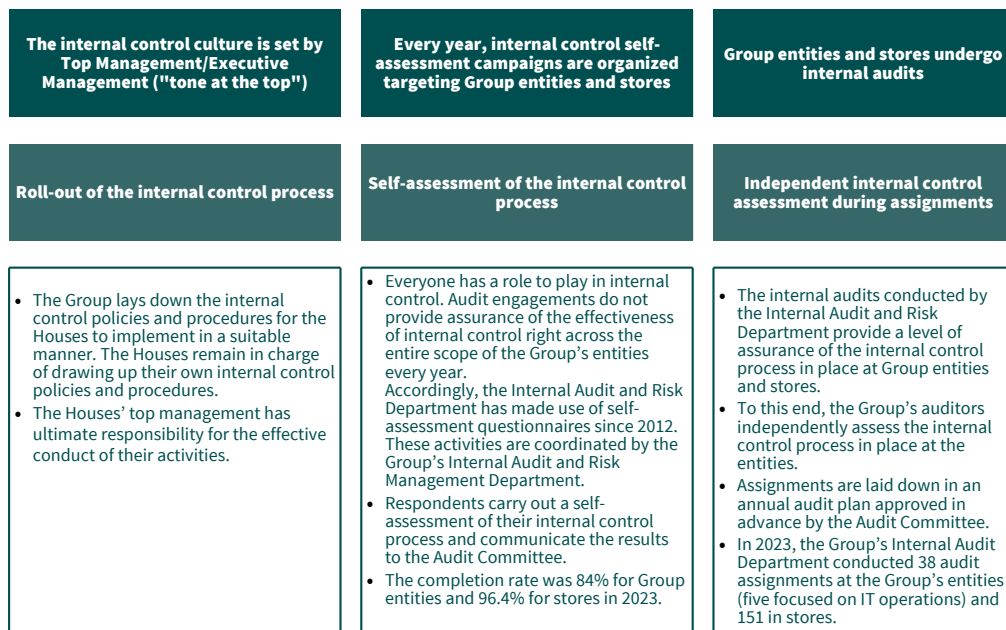 The internal control culture is set by
Top Management/Executive
Management ("tone at the top")
Every year, internal control self-
assessment campaigns are organized
targeting Group entities and stores
Group entities and stores undergo
internal audits
Roll-out of the internal control process
Self-assessment of the internal control
process
Independent internal control
assessment during assignments
• The Group lays down the internal
control policies and procedures for the
Houses to implement in a suitable
manner. The Houses remain in charge
of drawing up their own internal control
policies and procedures.
• The Houses’ top management has
ultimate responsibility for the effective
conduct of their activities.
• Everyone has a role to play in internal
control. Audit engagements do not
provide assurance of the effectiveness
of internal control right across the
entire scope of the Group’s entities
every year.
Accordingly, the Internal Audit and Risk
Department has made use of self-
assessment questionnaires since 2012.
These activities are coordinated by the
Group’s Internal Audit and Risk
Management Department.
• Respondents carry out a self-
assessment of their internal control
process and communicate the results
to the Audit Committee.
• The completion rate was 84% for Group
entities and 96.4% for stores in 2023.
• The internal audits conducted by
the Internal Audit and Risk
Department provide a level of
assurance of the internal control
process in place at Group entities
and stores.
• To this end, the Group’s auditors
independently assess the internal
control process in place at the
entities.
• Assignments are laid down in an
annual audit plan approved in
advance by the Audit Committee.
• In 2023, the Group’s Internal Audit
Department conducted 38 audit
assignments at the Group’s entities
(five focused on IT operations) and
151 in stores.